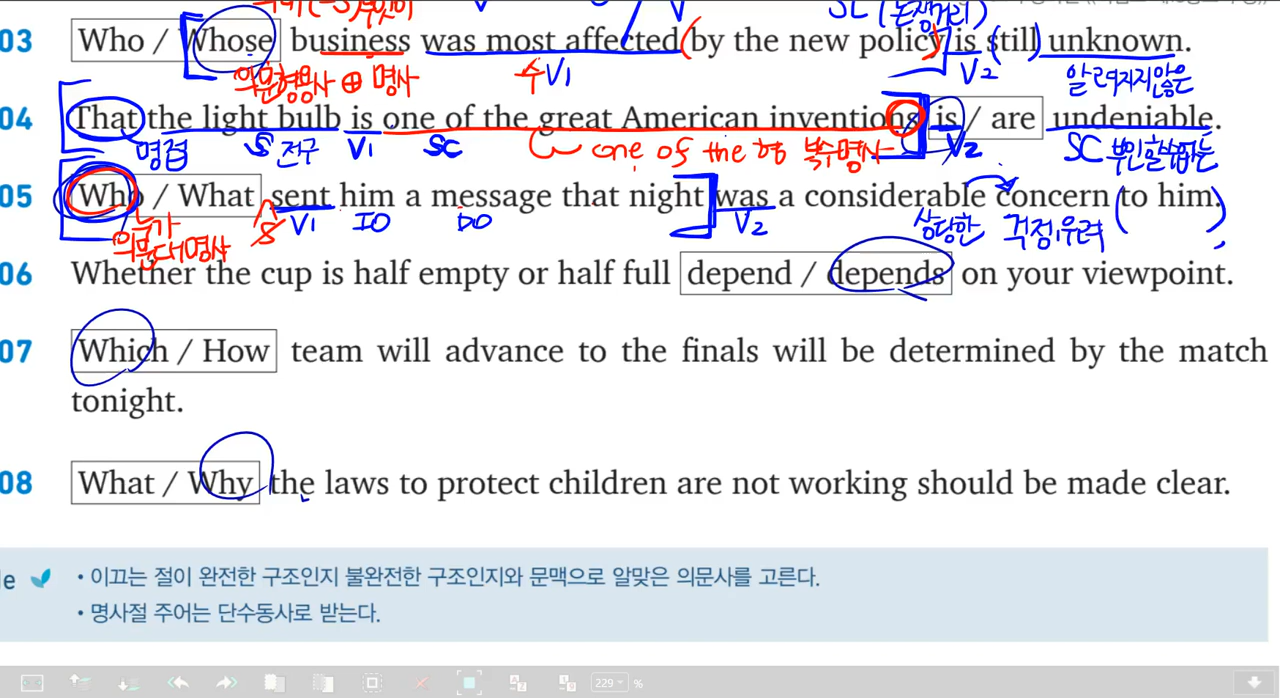 V V SC (논쟁거리)
03 Who / Whose business was most affected (by the new policy) is still unknown.
의문형용사 ⊕ 명사 수 V1 V2 알려지지않은
04 That the light bulb is one of the great American inventions is / are undeniable.
명접 S 전구 V1 SC one of the 형 복수명사 V2 SC 부인할수없는
05 Who / What sent him a message that night was a considerable concern (to him.)
누가 S V1 IO DO V2 상당한 걱정,우려
의문대명사
06 Whether the cup is half empty or half full depend / depends on your viewpoint.
07 Which / How team will advance to the finals will be determined by the match
tonight.
08 What / Why the laws to protect children are not working should be made clear.
• 이끄는 절이 완전한 구조인지 불완전한 구조인지와 문맥으로 알맞은 의문사를 고른다.
• 명사절 주어는 단수동사로 받는다.
229 %